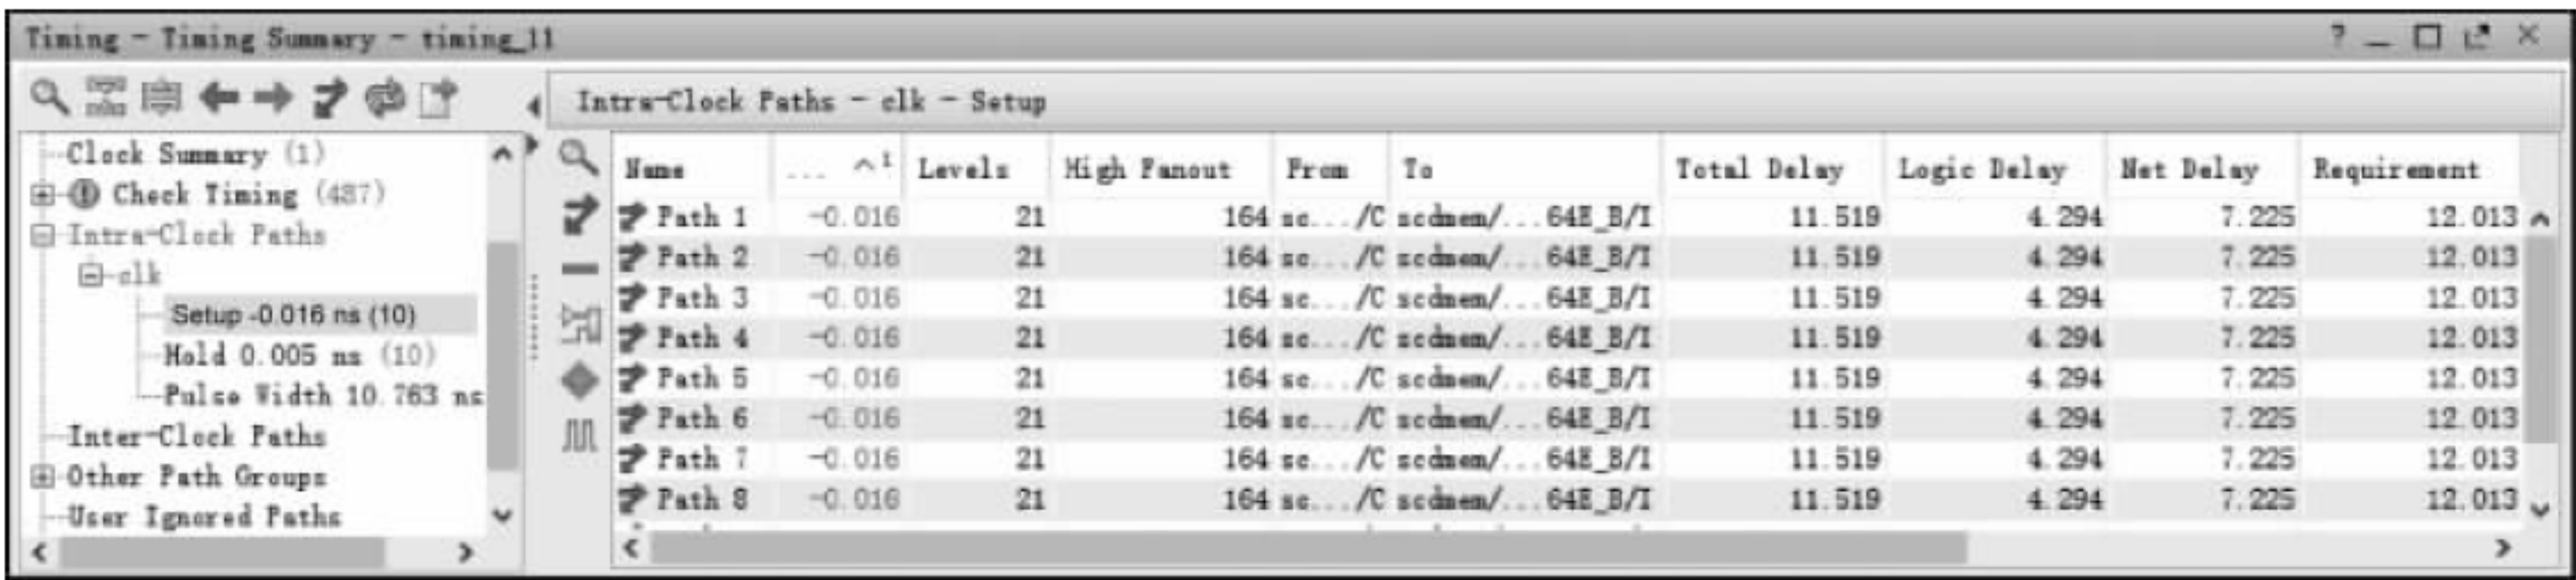 Timing - Timing Summary - timing_11
Intra-Clock Paths - clk - Setup
Clock Summary (1)
Check Timing (487)
Intra-Clock Paths
clk
Setup -0.016 ns (10)
Hold 0.005 ns (10)
Pulse Width 10.763 ns
Inter-Clock Paths
Other Path Groups
User Ignored Paths
Name ... ^1 Levels High Fanout From To Total Delay Logic Delay Net Delay Requirement
Path 1 -0.016 21 164 sc.../C scdmem/...64E_B/I 11.519 4.294 7.225 12.013
Path 2 -0.016 21 164 sc.../C scdmem/...64E_B/I 11.519 4.294 7.225 12.013
Path 3 -0.016 21 164 sc.../C scdmem/...64E_B/I 11.519 4.294 7.225 12.013
Path 4 -0.016 21 164 sc.../C scdmem/...64E_B/I 11.519 4.294 7.225 12.013
Path 5 -0.016 21 164 sc.../C scdmem/...64E_B/I 11.519 4.294 7.225 12.013
Path 6 -0.016 21 164 sc.../C scdmem/...64E_B/I 11.519 4.294 7.225 12.013
Path 7 -0.016 21 164 sc.../C scdmem/...64E_B/I 11.519 4.294 7.225 12.013
Path 8 -0.016 21 164 sc.../C scdmem/...64E_B/I 11.519 4.294 7.225 12.013